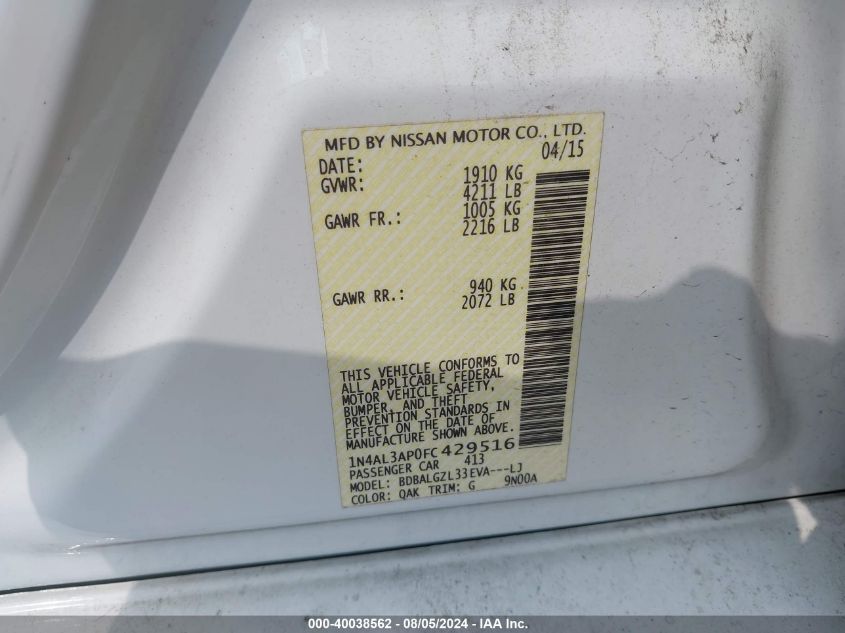 MFD BY NISSAN MOTOR CO., LTD.
DATE: 04/15
GVWR: 1910 KG
4211 LB
GAWR FR.: 1005 KG
2216 LB
GAWR RR.: 940 KG
2072 LB
THIS VEHICLE CONFORMS TO
ALL APPLICABLE FEDERAL
MOTOR VEHICLE SAFETY,
BUMPER, AND THEFT
PREVENTION STANDARDS IN
EFFECT ON THE DATE OF
MANUFACTURE SHOWN ABOVE.
1N4AL3AP0FC429516
PASSENGER CAR 413
MODEL: BDBALGZL33EVA---LJ
COLOR: QAK TRIM: G 9N00A
000-40038562 - 08/05/2024 - IAA Inc.